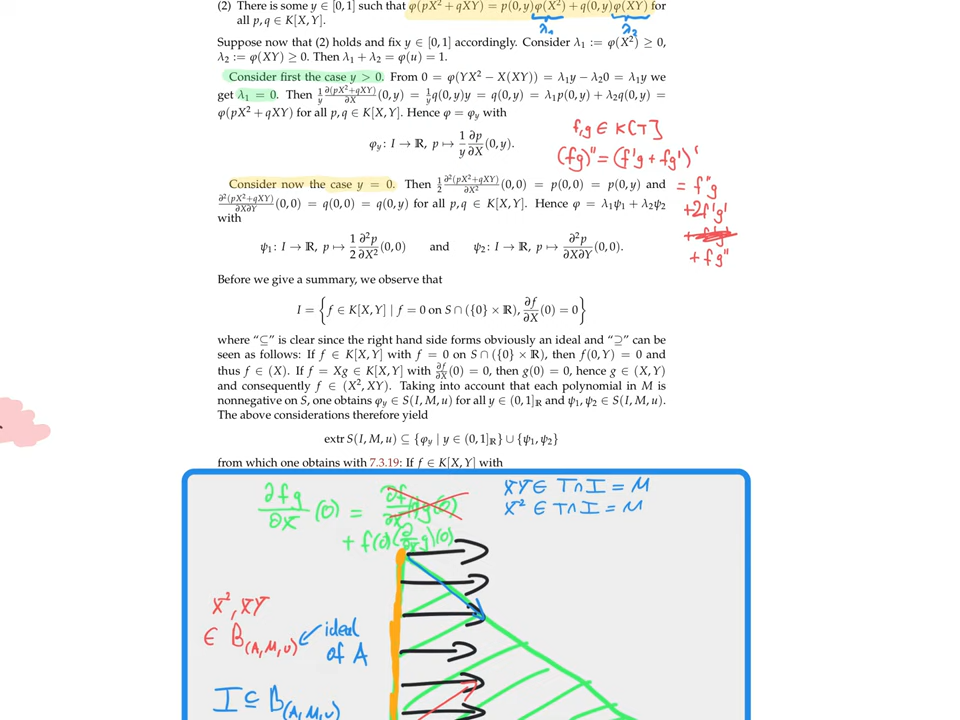 (2) There is some y ∈ [0, 1] such that φ(pX² + qXY) = p(0, y)φ(X²) + q(0, y)φ(XY) for
all p, q ∈ K[X, Y].
λ₁ λ₂
Suppose now that (2) holds and fix y ∈ [0, 1] accordingly. Consider λ₁ := φ(X²) ≥ 0,
λ₂ := φ(XY) ≥ 0. Then λ₁ + λ₂ = φ(u) = 1.
Consider first the case y > 0. From 0 = φ(YX² − X(XY)) = λ₁y − λ₂0 = λ₁y we
get λ₁ = 0. Then 1/y ∂(pX²+qXY)/∂X (0, y) = 1/y q(0, y)y = q(0, y) = λ₁p(0, y) + λ₂q(0, y) =
φ(pX² + qXY) for all p, q ∈ K[X, Y]. Hence φ = φ_y with
f,g ∈ K[T]
φ_y : I → ℝ, p ↦ 1/y ∂p/∂X (0, y).
(fg)'' = (f'g + fg')'
Consider now the case y = 0. Then 1/2 ∂²(pX²+qXY)/∂X² (0, 0) = p(0, 0) = p(0, y) and
= f''g
∂²(pX²+qXY)/∂X∂Y (0, 0) = q(0, 0) = q(0, y) for all p, q ∈ K[X, Y]. Hence φ = λ₁ψ₁ + λ₂ψ₂
+2f'g'
with
ψ₁ : I → ℝ, p ↦ 1/2 ∂²p/∂X² (0, 0) and ψ₂ : I → ℝ, p ↦ ∂²p/∂X∂Y (0, 0).
+ fg''
Before we give a summary, we observe that
I = { f ∈ K[X, Y] | f = 0 on S ∩ ({0} × ℝ), ∂f/∂X (0) = 0 }
where “⊆” is clear since the right hand side forms obviously an ideal and “⊇” can be
seen as follows: If f ∈ K[X, Y] with f = 0 on S ∩ ({0} × ℝ), then f(0, Y) = 0 and
thus f ∈ (X). If f = Xg ∈ K[X, Y] with ∂f/∂X (0) = 0, then g(0) = 0, hence g ∈ (X, Y)
and consequently f ∈ (X², XY). Taking into account that each polynomial in M is
nonnegative on S, one obtains φ_y ∈ S(I, M, u) for all y ∈ (0, 1]_ℝ and ψ₁, ψ₂ ∈ S(I, M, u).
The above considerations therefore yield
extr S(I, M, u) ⊆ {φ_y | y ∈ (0, 1]_ℝ} ∪ {ψ₁, ψ₂}
from which one obtains with 7.3.19: If f ∈ K[X, Y] with
XY ∈ T∩I = M
X² ∈ T∩I = M
∂fg/∂X (0) = ∂f/∂X g(0)
+ f(0) (∂/∂X g)(0)
X², XY
∈ B_(A,M,u) ideal
of A
I ⊆ B_(A,M,u)